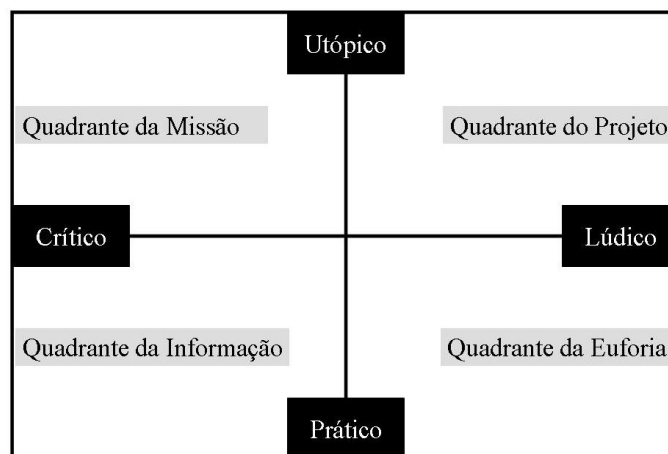 Utópico
Quadrante da Missão
Quadrante do Projeto
Crítico
Lúdico
Quadrante da Informação
Quadrante da Euforia
Prático